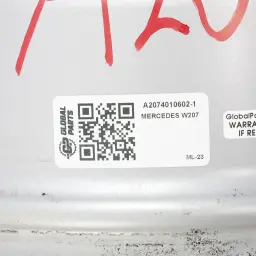 A2074010602-1
MERCEDES W207
GLOBAL
PARTS
ML-23
GlobalPa
WARRA
IF RE